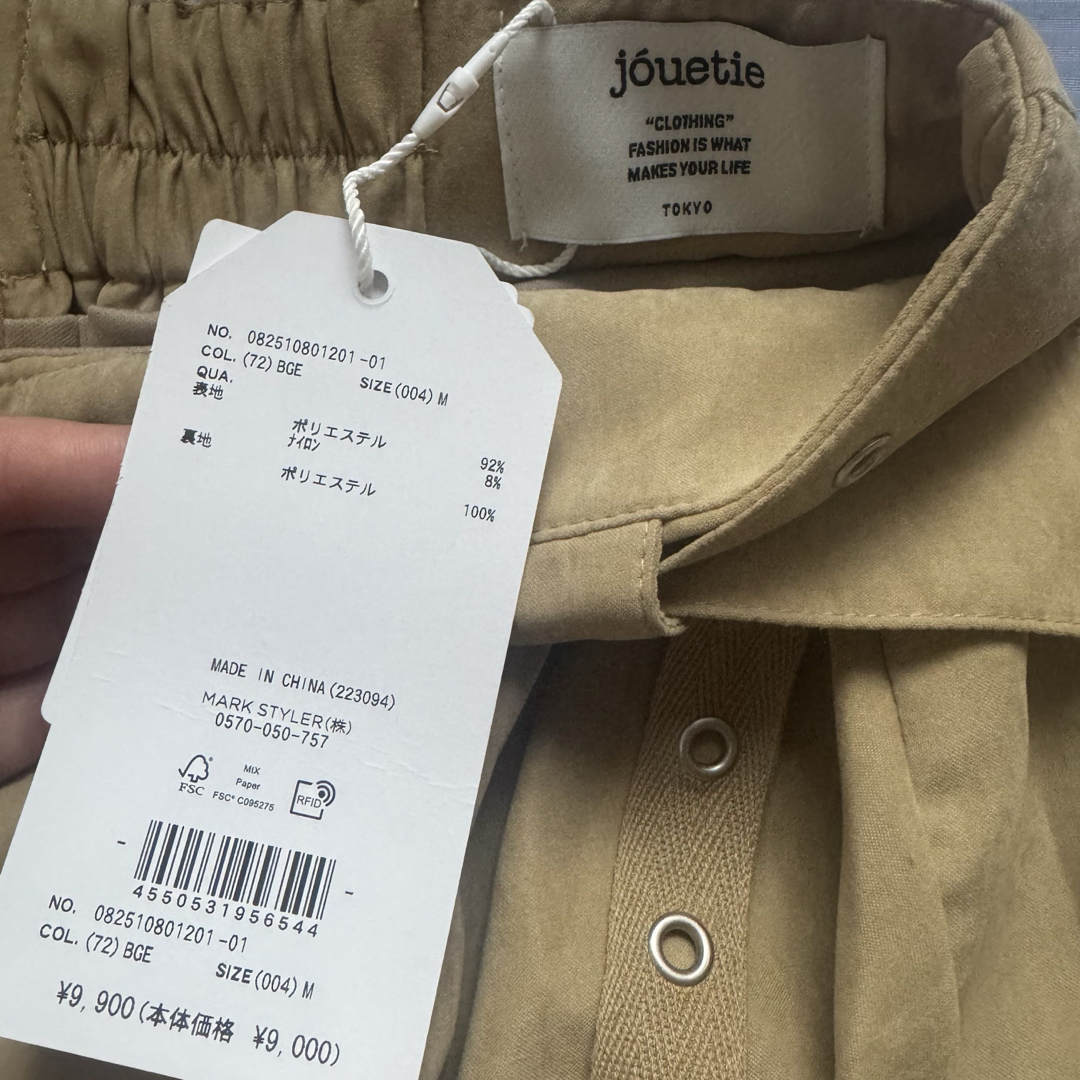 jóuetie
“CLOTHING”
FASHION IS WHAT
MAKES YOUR LIFE
TOKYO
NO. 082510801201-01
COL. (72) BGE SIZE(004) M
QUA.
表地
ポリエステル 92%
ナイロン 8%
裏地
ポリエステル 100%
MADE IN CHINA(223094)
MARK STYLER(株)
0570-050-757
FSC
MIX
Paper
FSC® C095275
RFID
4550531956544
NO. 082510801201-01
COL. (72) BGE
SIZE(004) M
¥9,900(本体価格 ¥9,000)